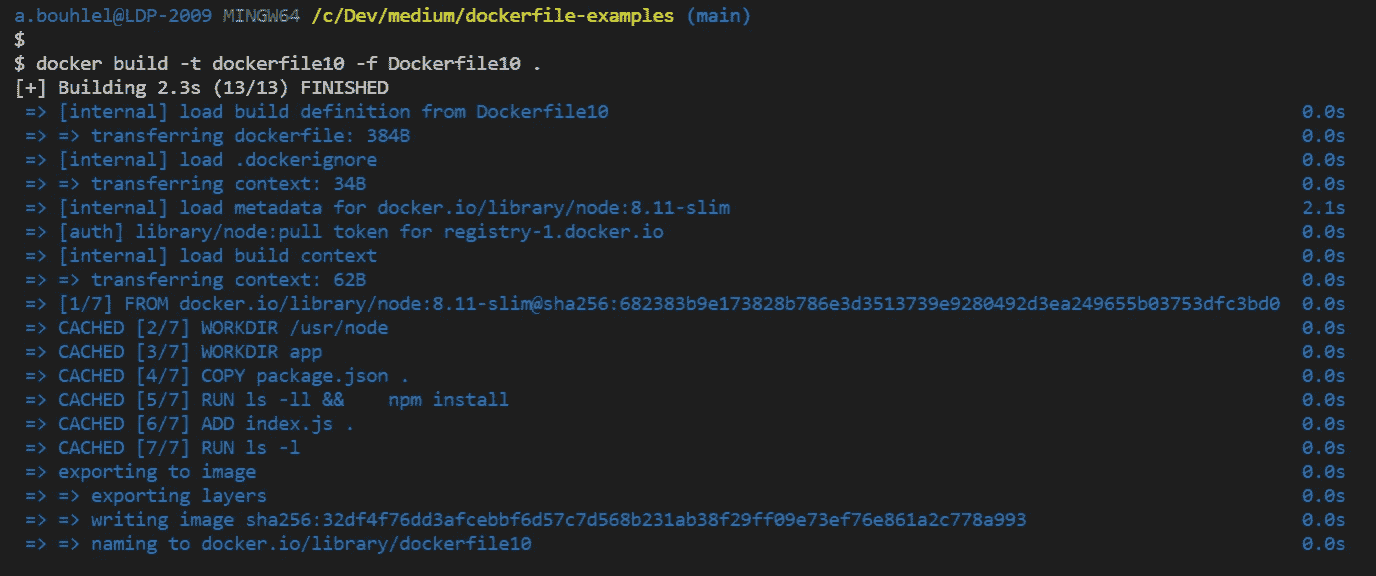 a.bouhlel@LDP-2009 MINGW64 /c/Dev/medium/dockerfile-examples (main)
$
$ docker build -t dockerfile10 -f Dockerfile10 .
[+] Building 2.3s (13/13) FINISHED
=> [internal] load build definition from Dockerfile10 0.0s
=> => transferring dockerfile: 384B 0.0s
=> [internal] load .dockerignore 0.0s
=> => transferring context: 34B 0.0s
=> [internal] load metadata for docker.io/library/node:8.11-slim 2.1s
=> [auth] library/node:pull token for registry-1.docker.io 0.0s
=> [internal] load build context 0.0s
=> => transferring context: 62B 0.0s
=> [1/7] FROM docker.io/library/node:8.11-slim@sha256:682383b9e173828b786e3d3513739e9280492d3ea249655b03753dfc3bd0 0.0s
=> CACHED [2/7] WORKDIR /usr/node 0.0s
=> CACHED [3/7] WORKDIR app 0.0s
=> CACHED [4/7] COPY package.json . 0.0s
=> CACHED [5/7] RUN ls -ll &&    npm install 0.0s
=> CACHED [6/7] ADD index.js . 0.0s
=> CACHED [7/7] RUN ls -l 0.0s
=> exporting to image 0.0s
=> => exporting layers 0.0s
=> => writing image sha256:32df4f76dd3afcebbf6d57c7d568b231ab38f29ff09e73ef76e861a2c778a993 0.0s
=> => naming to docker.io/library/dockerfile10 0.0s